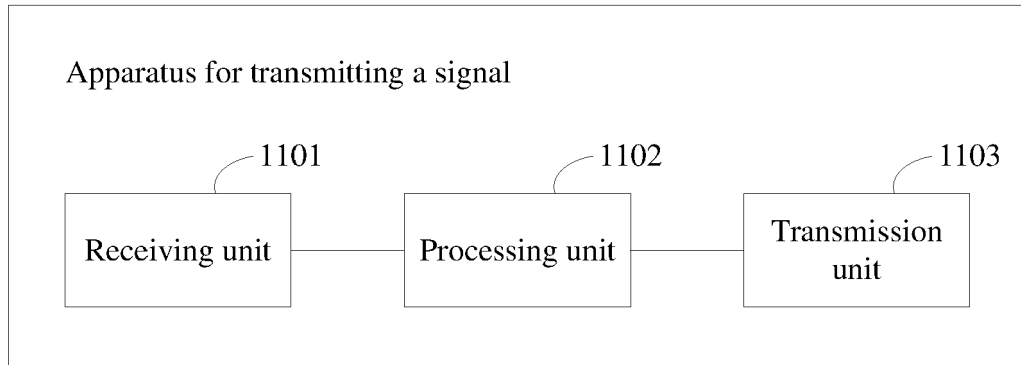 Apparatus for transmitting a signal
1101
1102
1103
Receiving unit
Processing unit
Transmission
unit